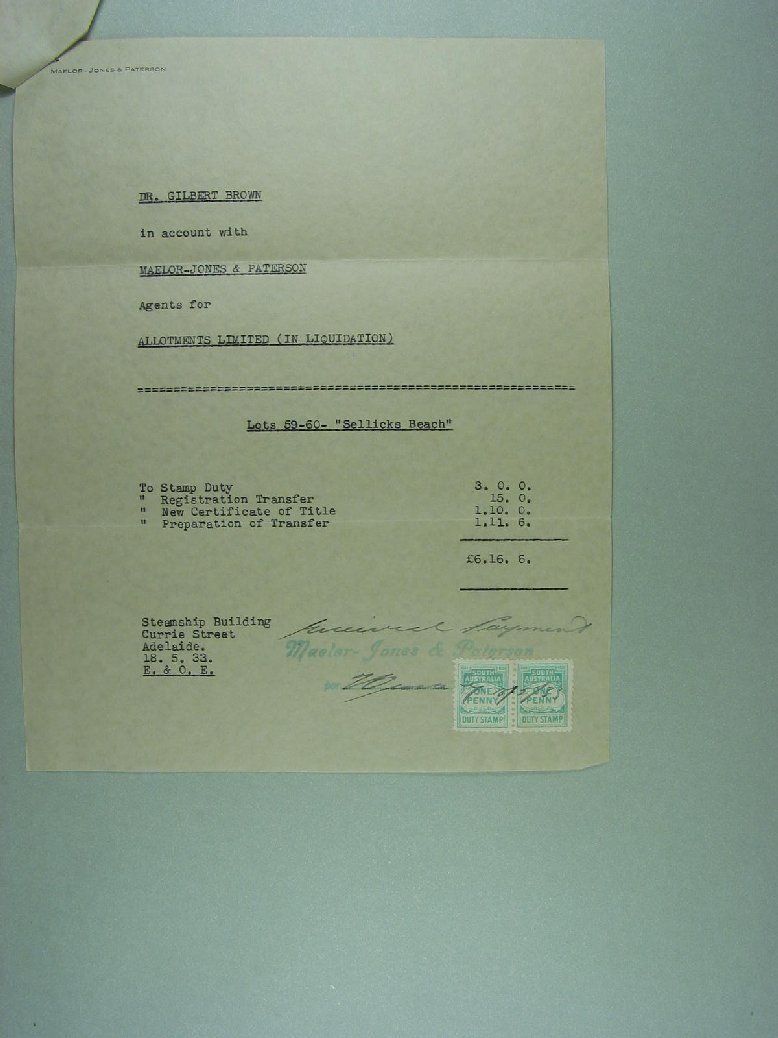 MAELOR-JONES & PATERSON
DR. GILBERT BROWN
in account with
MAELOR-JONES & PATERSON
Agents for
ALLOTMENTS LIMITED (IN LIQUIDATION)
Lots 59-60- "Sellicks Beach"
To Stamp Duty 3. 0. 0.
" Registration Transfer 15. 0.
" New Certificate of Title 1.10. 0.
" Preparation of Transfer 1.11. 6.
£6.16. 6.
Steamship Building
Currie Street
Adelaide.
18. 5. 33.
E. & O. E.
Received Payment
Maelor-Jones & Paterson
per
SOUTH AUSTRALIA SOUTH AUSTRALIA
ONE PENNY PENNY
DUTY STAMP DUTY STAMP